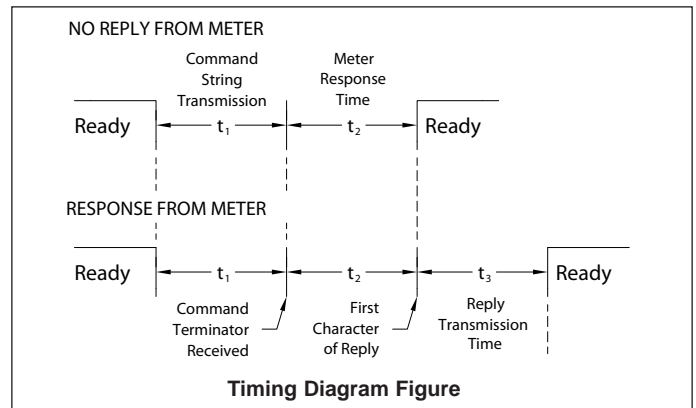 NO REPLY FROM METER
Command
String
Transmission
Meter
Response
Time
Ready
t₁
t₂
Ready
RESPONSE FROM METER
Ready
t₁
t₂
t₃
Ready
Command
Terminator
Received
First
Character
of Reply
Reply
Transmission
Time
Timing Diagram Figure